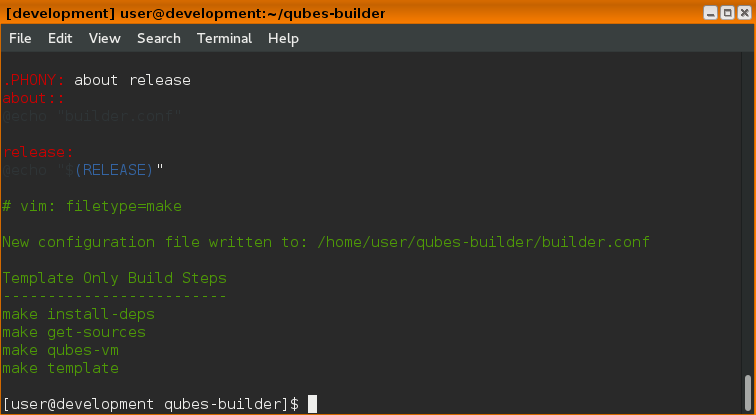 [development] user@development:~/qubes-builder
File Edit View Search Terminal Help
.PHONY: about release
about::
@echo "builder.conf"
release:
@echo "$(RELEASE)"
# vim: filetype=make
New configuration file written to: /home/user/qubes-builder/builder.conf
Template Only Build Steps
-------------------------
make install-deps
make get-sources
make qubes-vm
make template
[user@development qubes-builder]$